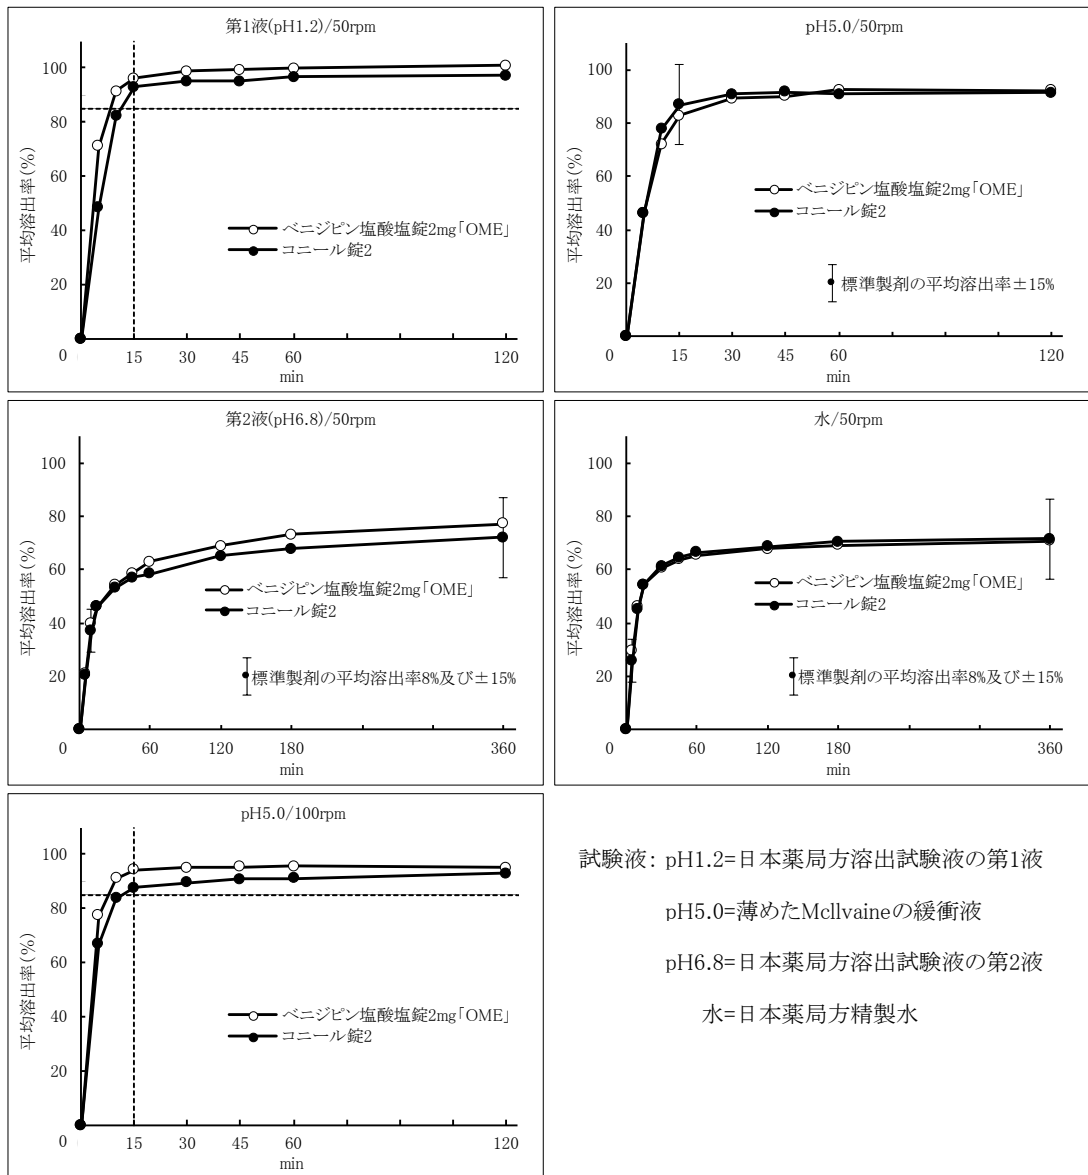 第1液(pH1.2)/50rpm
平均溶出率(%)
100
80
60
40
20
0
15
30
45
60
120
min
ベニジピン塩酸塩錠2mg「OME」
コニール錠2
pH5.0/50rpm
平均溶出率(%)
100
80
60
40
20
0
15
30
45
60
120
min
ベニジピン塩酸塩錠2mg「OME」
コニール錠2
標準製剤の平均溶出率±15%
第2液(pH6.8)/50rpm
平均溶出率(%)
100
80
60
40
20
0
60
120
180
360
min
ベニジピン塩酸塩錠2mg「OME」
コニール錠2
標準製剤の平均溶出率8%及び±15%
水/50rpm
平均溶出率(%)
100
80
60
40
20
0
60
120
180
360
min
ベニジピン塩酸塩錠2mg「OME」
コニール錠2
標準製剤の平均溶出率8%及び±15%
pH5.0/100rpm
平均溶出率(%)
100
80
60
40
20
0
15
30
45
60
120
min
ベニジピン塩酸塩錠2mg「OME」
コニール錠2
試験液: pH1.2=日本薬局方溶出試験液の第1液
pH5.0=薄めたMcllvaineの緩衝液
pH6.8=日本薬局方溶出試験液の第2液
水=日本薬局方精製水